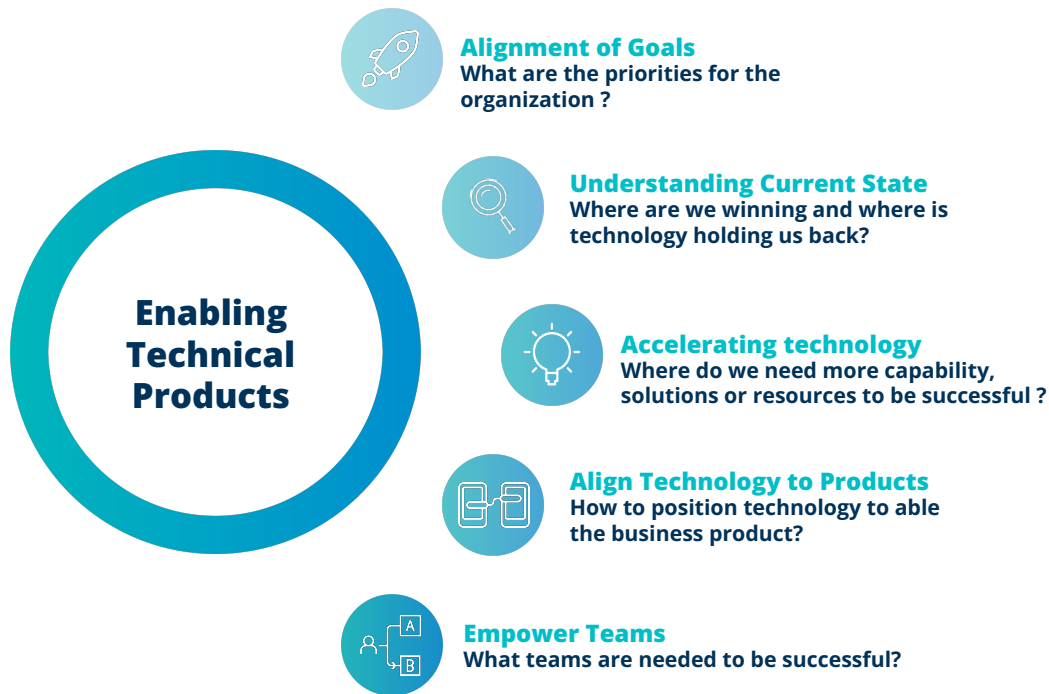 Alignment of Goals
What are the priorities for the
organization ?
Understanding Current State
Where are we winning and where is
technology holding us back?
Enabling
Technical
Products
Accelerating technology
Where do we need more capability,
solutions or resources to be successful ?
Align Technology to Products
How to position technology to able
the business product?
A
B
Empower Teams
What teams are needed to be successful?